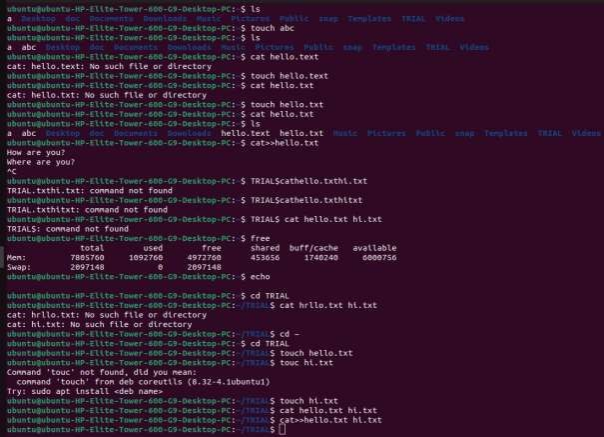 ubuntu@ubuntu-HP-Elite-Tower-600-G9-Desktop-PC:~$ ls
a Desktop doc Documents Downloads Music Pictures Public snap Templates TRIAL Videos
ubuntu@ubuntu-HP-Elite-Tower-600-G9-Desktop-PC:~$ touch abc
ubuntu@ubuntu-HP-Elite-Tower-600-G9-Desktop-PC:~$ ls
a abc Desktop doc Documents Downloads Music Pictures Public snap Templates TRIAL Videos
ubuntu@ubuntu-HP-Elite-Tower-600-G9-Desktop-PC:~$ cat hello.text
cat: hello.text: No such file or directory
ubuntu@ubuntu-HP-Elite-Tower-600-G9-Desktop-PC:~$ touch hello.text
ubuntu@ubuntu-HP-Elite-Tower-600-G9-Desktop-PC:~$ cat hello.txt
cat: hello.txt: No such file or directory
ubuntu@ubuntu-HP-Elite-Tower-600-G9-Desktop-PC:~$ touch hello.txt
ubuntu@ubuntu-HP-Elite-Tower-600-G9-Desktop-PC:~$ cat hello.txt
ubuntu@ubuntu-HP-Elite-Tower-600-G9-Desktop-PC:~$ ls
a abc Desktop doc Documents Downloads hello.text hello.txt Music Pictures Public snap Templates TRIAL Videos
ubuntu@ubuntu-HP-Elite-Tower-600-G9-Desktop-PC:~$ cat>>hello.txt
How are you?
Where are you?
^C
ubuntu@ubuntu-HP-Elite-Tower-600-G9-Desktop-PC:~$ TRIAL$cathello.txthi.txt
TRIAL.txthi.txt: command not found
ubuntu@ubuntu-HP-Elite-Tower-600-G9-Desktop-PC:~$ TRIAL$cathello.txthitxt
TRIAL.txthitxt: command not found
ubuntu@ubuntu-HP-Elite-Tower-600-G9-Desktop-PC:~$ TRIAL$ cat hello.txt hi.txt
TRIAL$: command not found
ubuntu@ubuntu-HP-Elite-Tower-600-G9-Desktop-PC:~$ free
total used free shared buff/cache available
Mem: 7805760 1092760 4972760 453656 1740240 6000756
Swap: 2097148 0 2097148
ubuntu@ubuntu-HP-Elite-Tower-600-G9-Desktop-PC:~$ echo
ubuntu@ubuntu-HP-Elite-Tower-600-G9-Desktop-PC:~$ cd TRIAL
ubuntu@ubuntu-HP-Elite-Tower-600-G9-Desktop-PC:~/TRIAL$ cat hrllo.txt hi.txt
cat: hrllo.txt: No such file or directory
cat: hi.txt: No such file or directory
ubuntu@ubuntu-HP-Elite-Tower-600-G9-Desktop-PC:~/TRIAL$ cd ~
ubuntu@ubuntu-HP-Elite-Tower-600-G9-Desktop-PC:~$ cd TRIAL
ubuntu@ubuntu-HP-Elite-Tower-600-G9-Desktop-PC:~/TRIAL$ touch hello.txt
ubuntu@ubuntu-HP-Elite-Tower-600-G9-Desktop-PC:~/TRIAL$ touc hi.txt
Command 'touc' not found, did you mean:
command 'touch' from deb coreutils (8.32-4.1ubuntu1)
Try: sudo apt install <deb name>
ubuntu@ubuntu-HP-Elite-Tower-600-G9-Desktop-PC:~/TRIAL$ touch hi.txt
ubuntu@ubuntu-HP-Elite-Tower-600-G9-Desktop-PC:~/TRIAL$ cat hello.txt hi.txt
ubuntu@ubuntu-HP-Elite-Tower-600-G9-Desktop-PC:~/TRIAL$ cat>>hello.txt hi.txt
ubuntu@ubuntu-HP-Elite-Tower-600-G9-Desktop-PC:~/TRIAL$